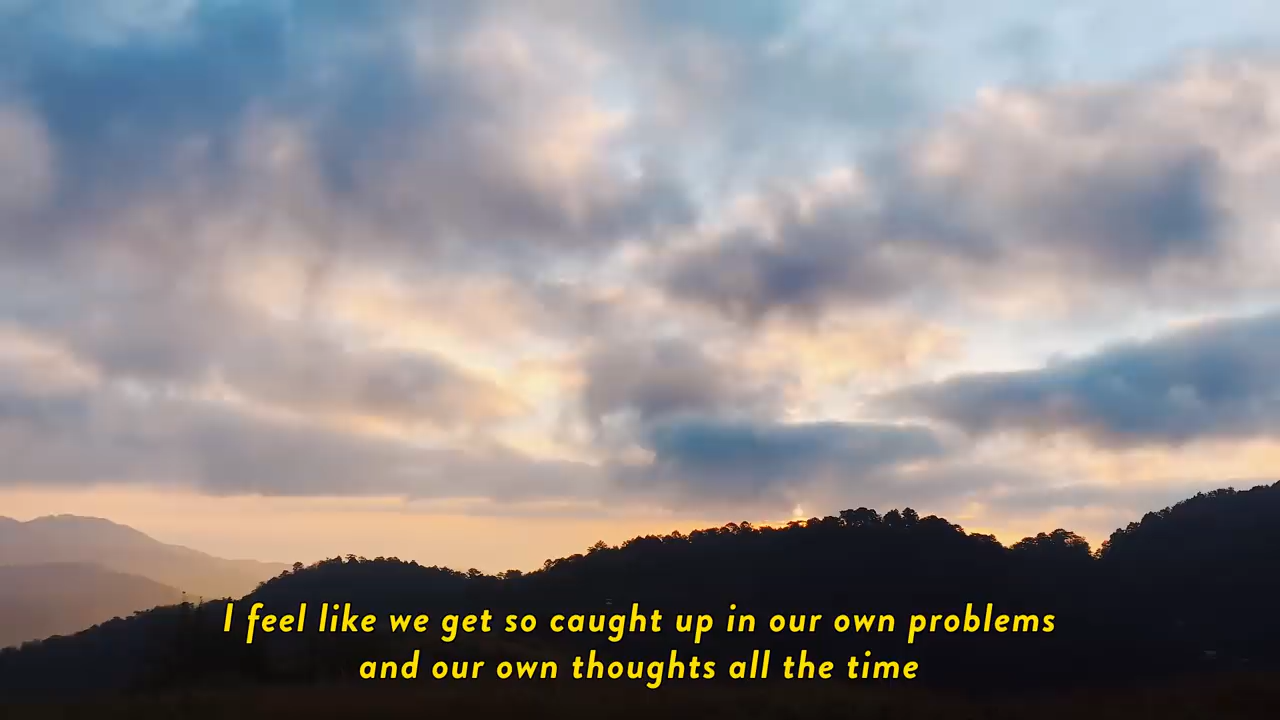 I feel like we get so caught up in our own problems
and our own thoughts all the time